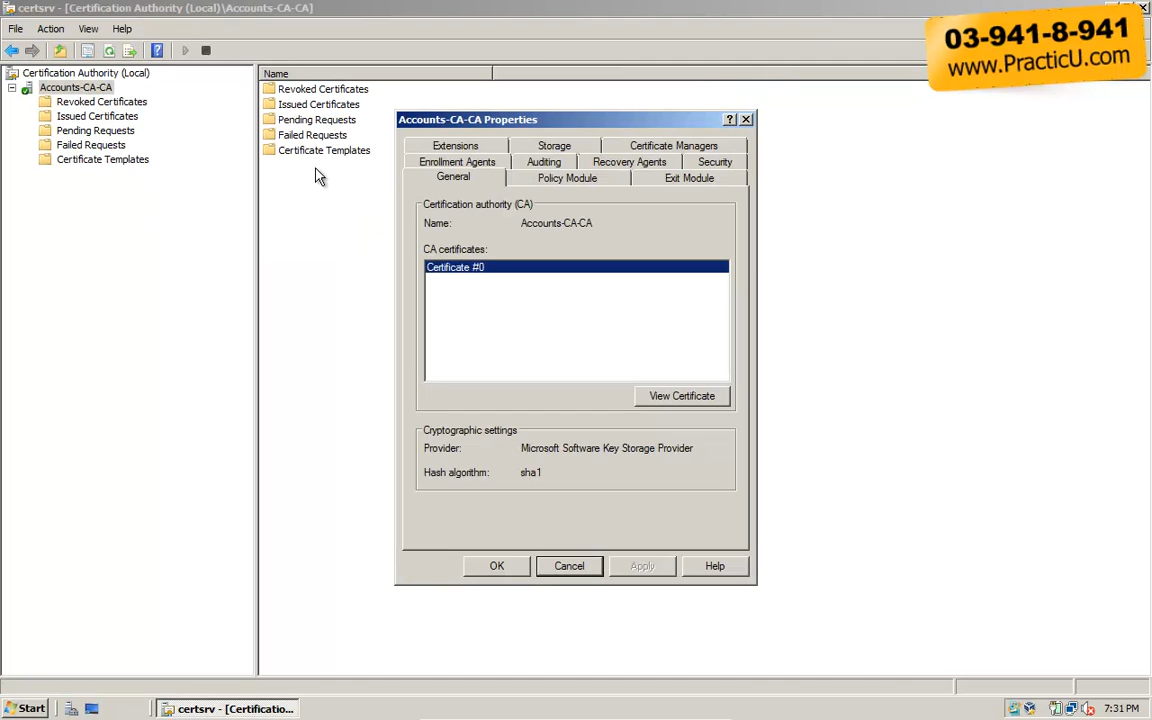 certsrv - [Certification Authority (Local)\Accounts-CA-CA]
03-941-8-941
www.PracticU.com
File Action View Help
Certification Authority (Local)
Accounts-CA-CA
Revoked Certificates
Issued Certificates
Pending Requests
Failed Requests
Certificate Templates
Name
Revoked Certificates
Issued Certificates
Pending Requests
Failed Requests
Certificate Templates
Accounts-CA-CA Properties
Extensions Storage Certificate Managers
Enrollment Agents Auditing Recovery Agents Security
General Policy Module Exit Module
Certification authority (CA)
Name: Accounts-CA-CA
CA certificates:
Certificate #0
View Certificate
Cryptographic settings
Provider: Microsoft Software Key Storage Provider
Hash algorithm: sha1
OK Cancel Apply Help
Start certsrv - [Certificatio... 7:31 PM